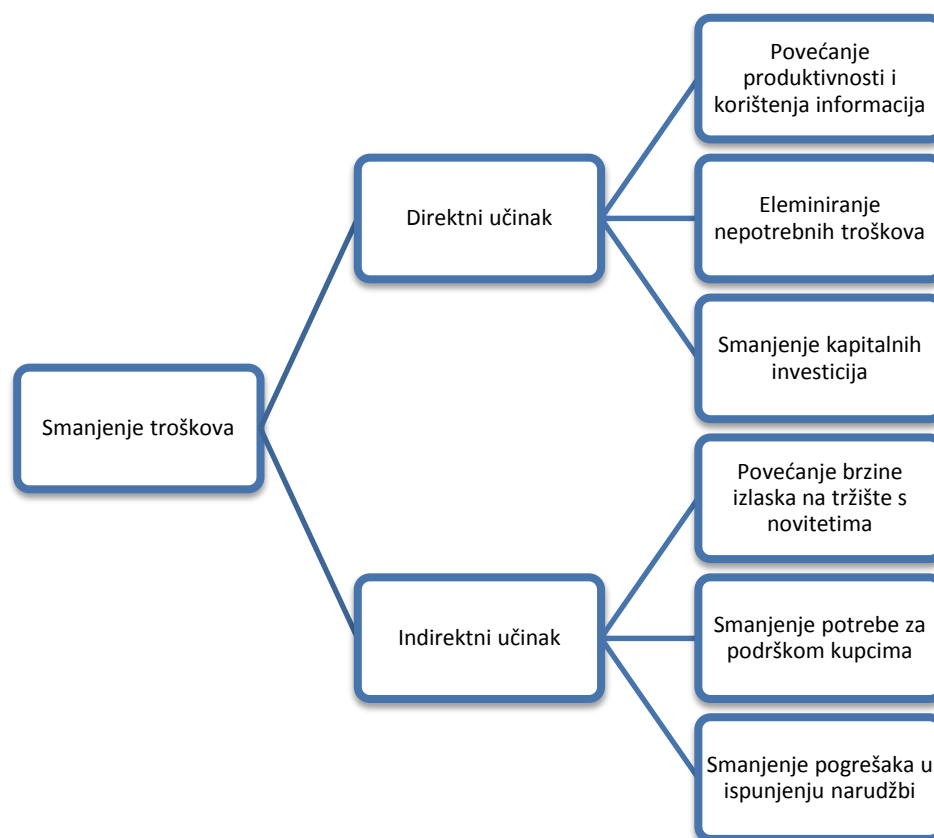 Smanjenje troškova
Direktni učinak
Povećanje
produktivnosti i
korištenja informacija
Eleminiranje
nepotrebnih troškova
Smanjenje kapitalnih
investicija
Indirektni učinak
Povećanje brzine
izlaska na tržište s
novitetima
Smanjenje potrebe za
podrškom kupcima
Smanjenje pogrešaka u
ispunjenju narudžbi